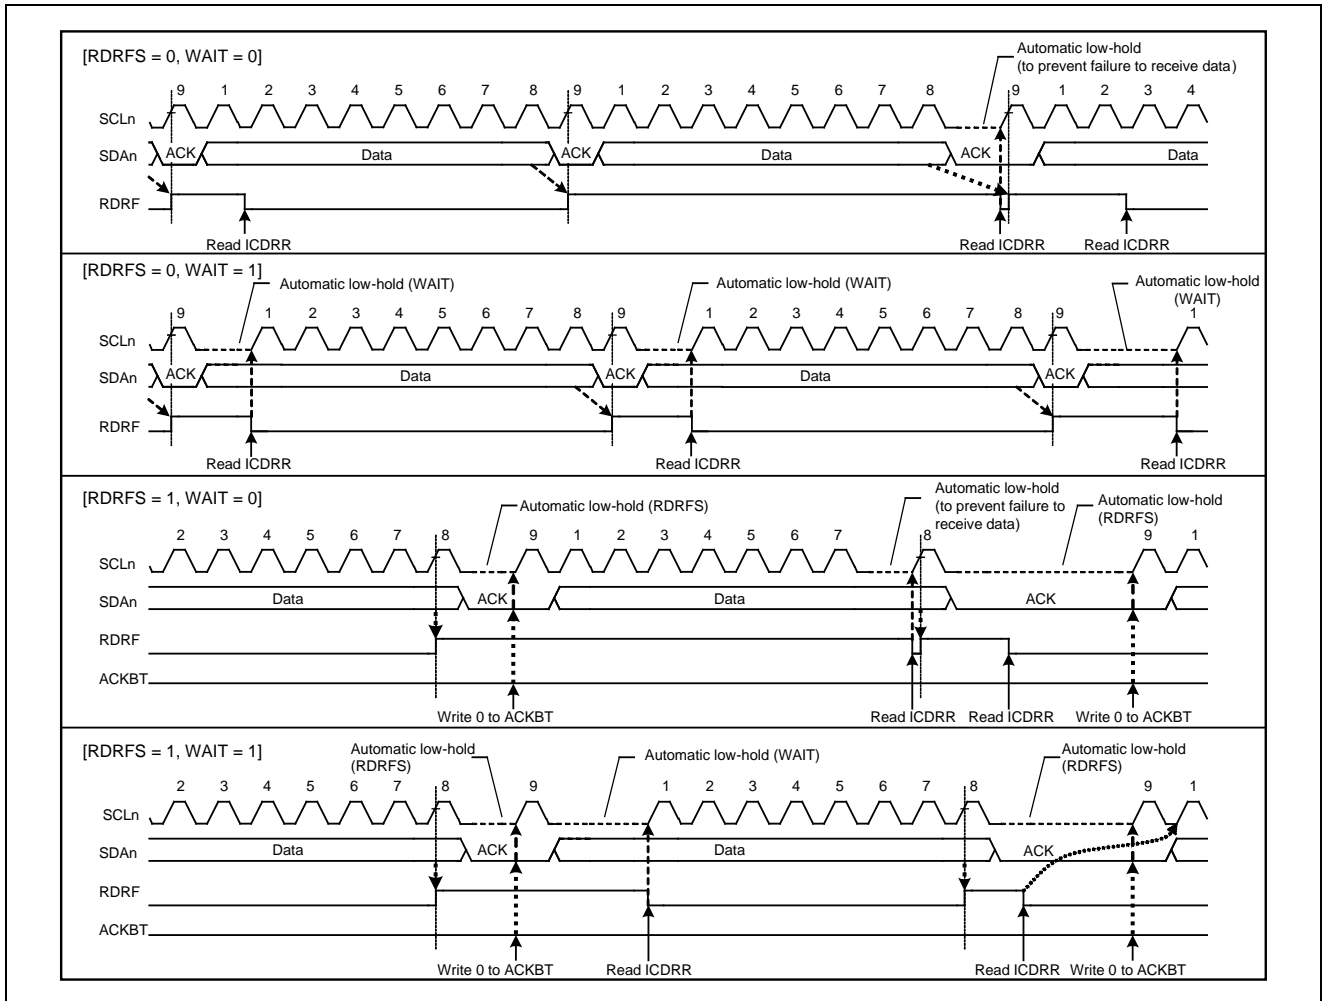 [RDRFS = 0, WAIT = 0]
Automatic low-hold
(to prevent failure to receive data)
9 1 2 3 4 5 6 7 8 9 1 2 3 4 5 6 7 8 9 1 2 3 4
SCLn
SDAn ACK Data ACK Data ACK Data
RDRF
Read ICDRR Read ICDRR Read ICDRR
[RDRFS = 0, WAIT = 1]
Automatic low-hold (WAIT) Automatic low-hold (WAIT) Automatic low-hold
(WAIT)
9 1 2 3 4 5 6 7 8 9 1 2 3 4 5 6 7 8 9 1
SCLn
SDAn ACK Data ACK Data ACK
RDRF
Read ICDRR Read ICDRR Read ICDRR
[RDRFS = 1, WAIT = 0]
Automatic low-hold (RDRFS)
Automatic low-hold
(to prevent failure to
receive data)
Automatic low-hold
(RDRFS)
2 3 4 5 6 7 8 9 1 2 3 4 5 6 7 8 9 1
SCLn
SDAn Data ACK Data ACK
RDRF
ACKBT
Write 0 to ACKBT Read ICDRR Read ICDRR Write 0 to ACKBT
[RDRFS = 1, WAIT = 1]
Automatic low-hold
(RDRFS)
Automatic low-hold (WAIT)
Automatic low-hold
(RDRFS)
2 3 4 5 6 7 8 9 1 2 3 4 5 6 7 8 9 1
SCLn
SDAn Data ACK Data ACK
RDRF
ACKBT
Write 0 to ACKBT Read ICDRR Read ICDRR Write 0 to ACKBT